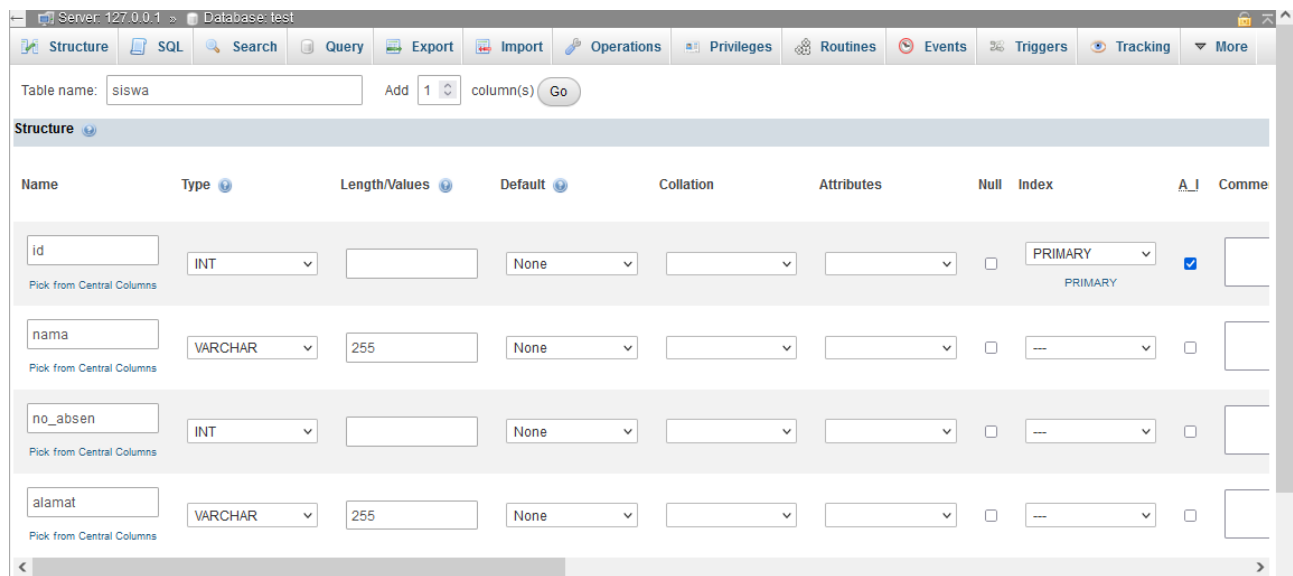 Server: 127.0.0.1 » Database: test
Structure SQL Search Query Export Import Operations Privileges Routines Events Triggers Tracking More
Table name: siswa Add 1 column(s) Go
Structure
Name Type Length/Values Default Collation Attributes Null Index A_I Comme
id INT None PRIMARY
Pick from Central Columns PRIMARY
nama VARCHAR 255 None ---
Pick from Central Columns
no_absen INT None ---
Pick from Central Columns
alamat VARCHAR 255 None ---
Pick from Central Columns